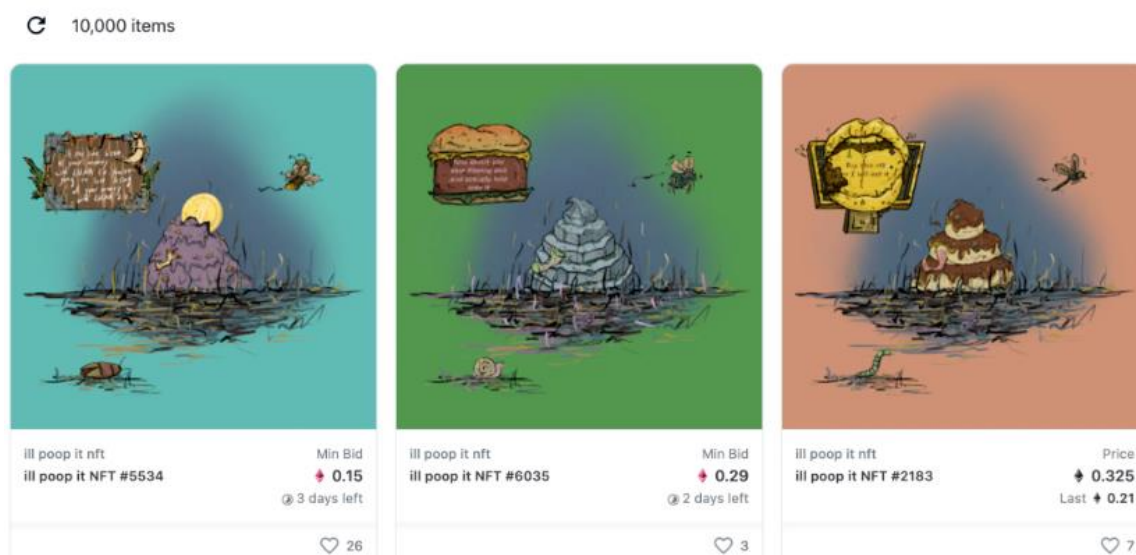 10,000 items
ill poop it nft
Min Bid
ill poop it NFT #5534
0.15
3 days left
26
ill poop it nft
Min Bid
ill poop it NFT #6035
0.29
2 days left
3
ill poop it nft
Price
ill poop it NFT #2183
0.325
Last 0.21
7